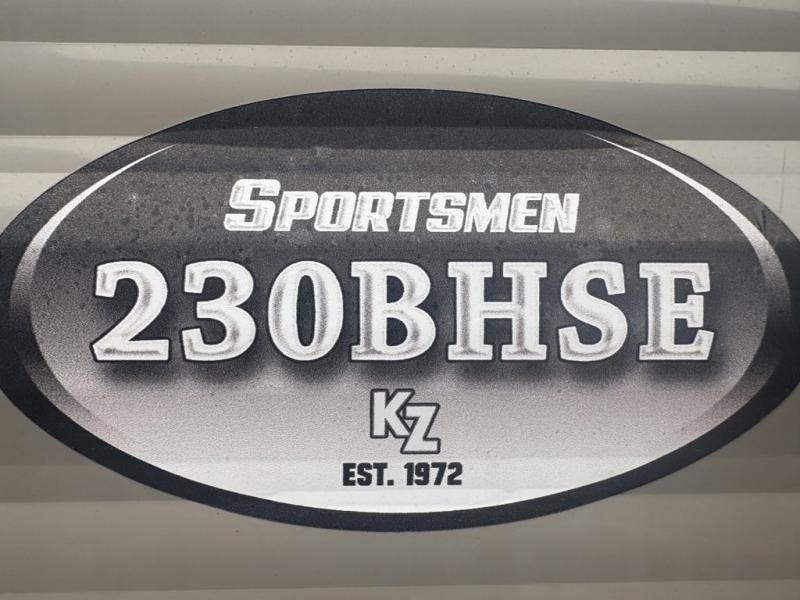 SPORTSMEN
230BHSE
KZ
EST. 1972